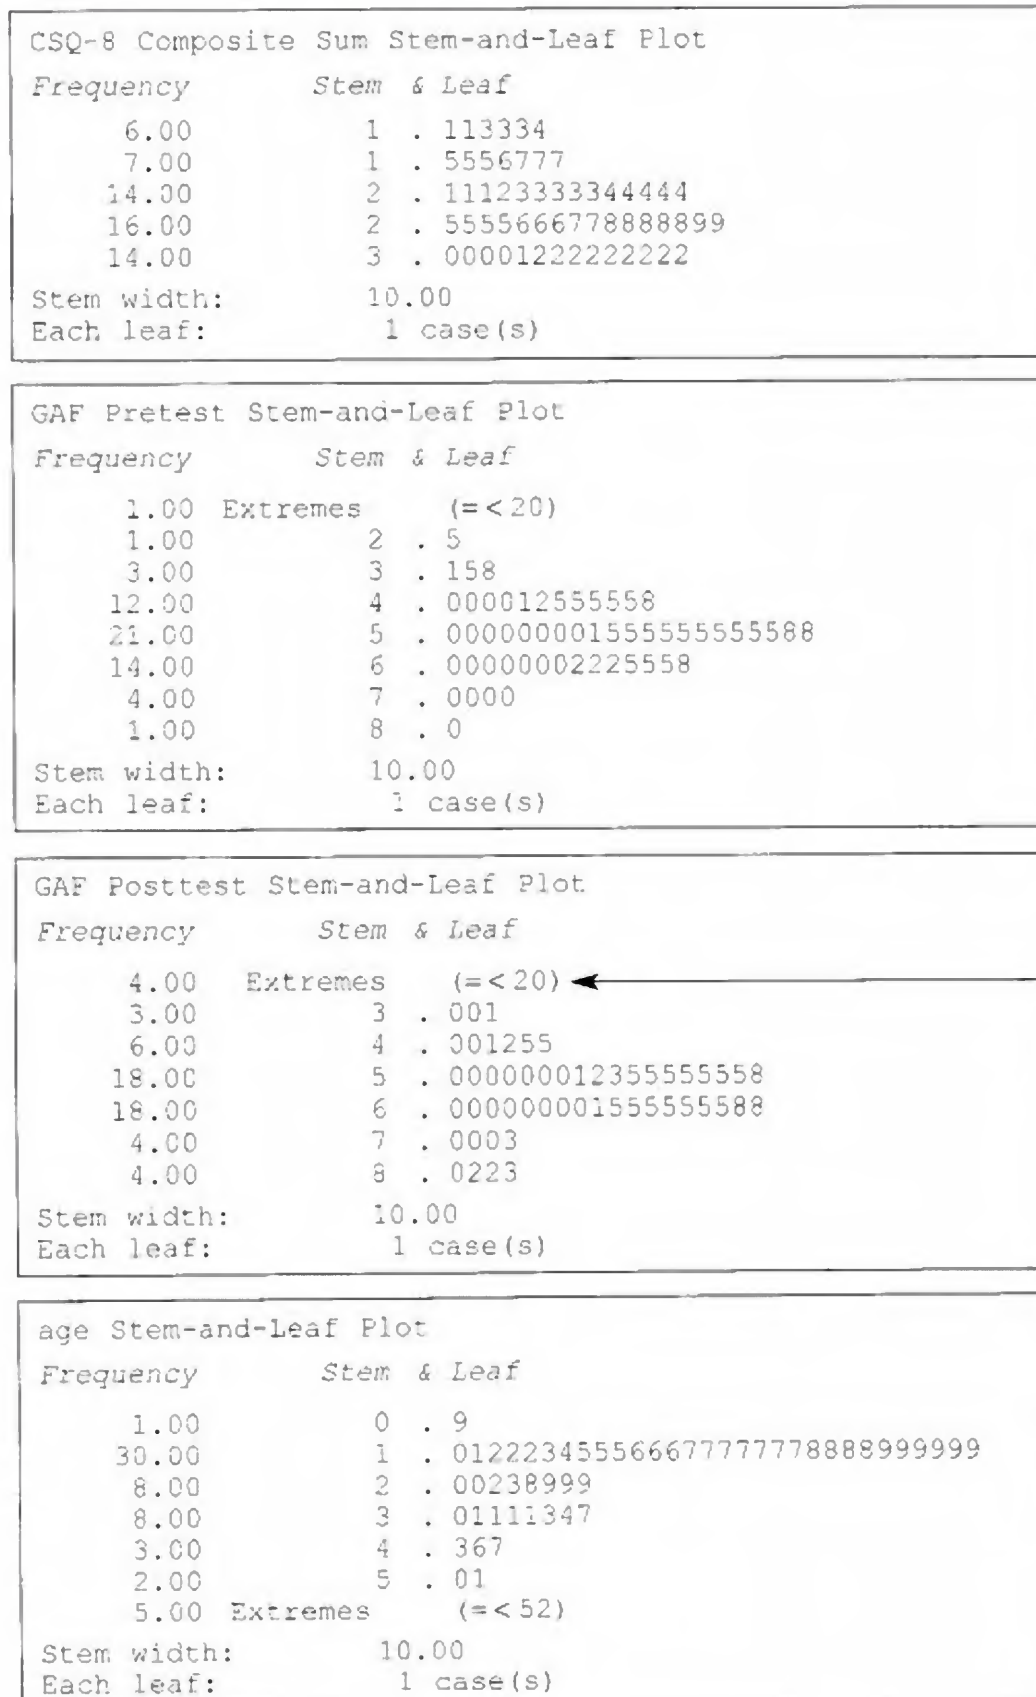 CSQ-8 Composite Sum Stem-and-Leaf Plot
Frequency Stem & Leaf
6.00 1 . 113334
7.00 1 . 5556777
14.00 2 . 11123333344444
16.00 2 . 5555666778888899
14.00 3 . 00001222222222
Stem width: 10.00
Each leaf: 1 case(s)
GAF Pretest Stem-and-Leaf Plot
Frequency Stem & Leaf
1.00 Extremes (=<20)
1.00 2 . 5
3.00 3 . 158
12.00 4 . 000012555558
21.00 5 . 000000001555555555588
14.00 6 . 00000002225558
4.00 7 . 0000
1.00 8 . 0
Stem width: 10.00
Each leaf: 1 case(s)
GAF Posttest Stem-and-Leaf Plot
Frequency Stem & Leaf
4.00 Extremes (=<20)
3.00 3 . 001
6.00 4 . 001255
18.00 5 . 000000012355555558
18.00 6 . 000000001555555588
4.00 7 . 0003
4.00 8 . 0223
Stem width: 10.00
Each leaf: 1 case(s)
age Stem-and-Leaf Plot
Frequency Stem & Leaf
1.00 0 . 9
30.00 1 . 012223455566677777778888999999
8.00 2 . 00238999
8.00 3 . 01111347
3.00 4 . 367
2.00 5 . 01
5.00 Extremes (=<52)
Stem width: 10.00
Each leaf: 1 case(s)